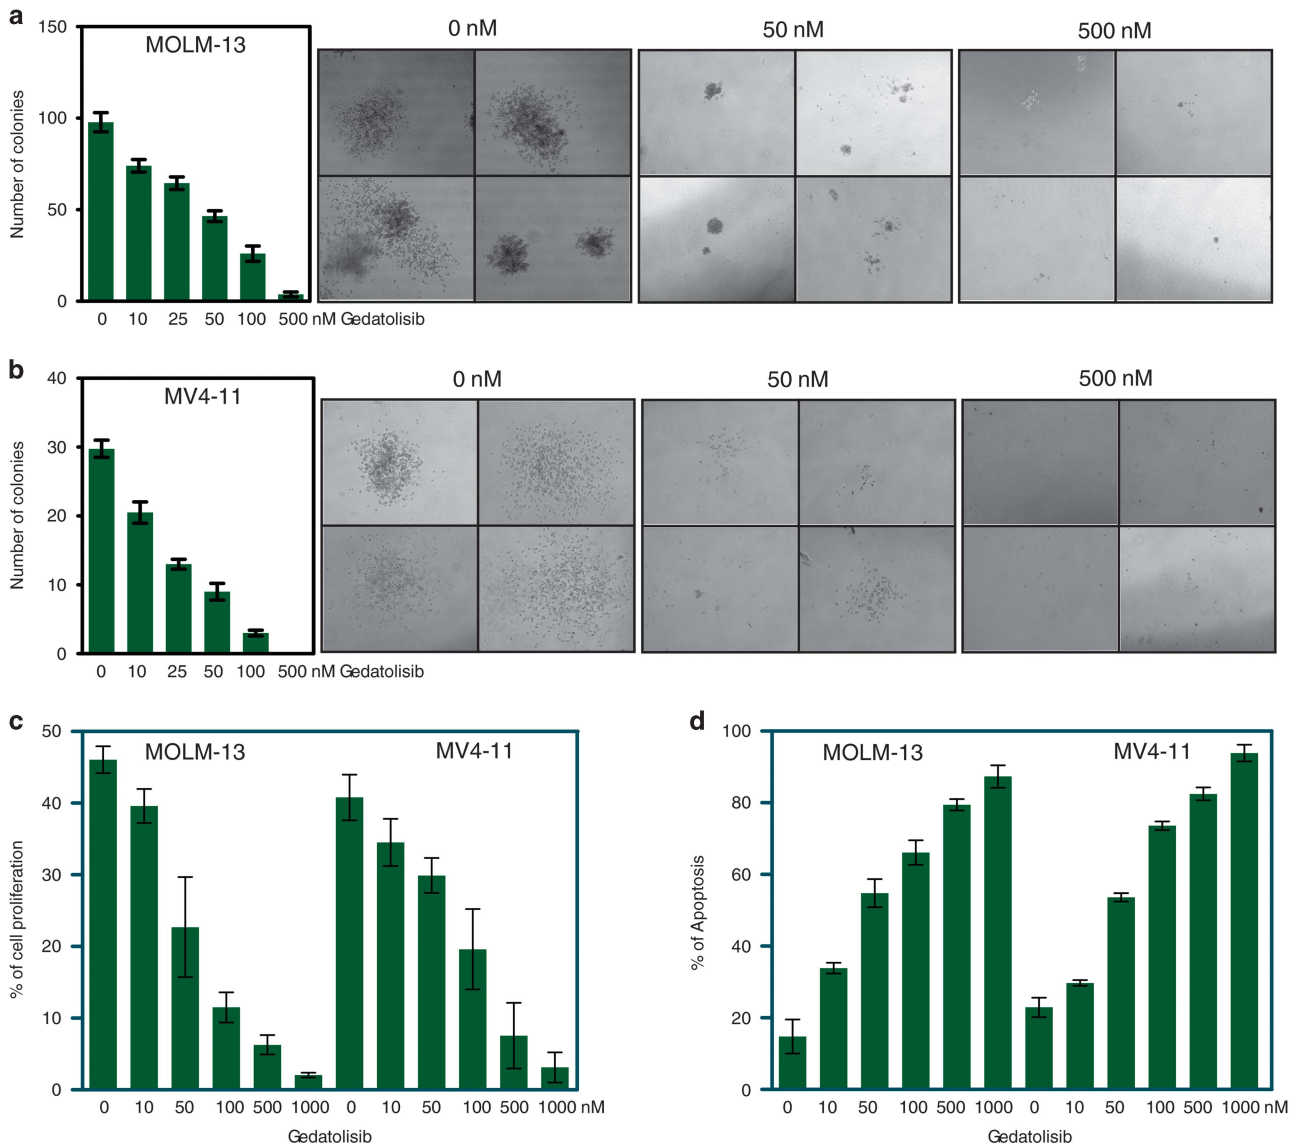 a
150
100
50
0
Number of colonies
MOLM-13
0 nM
50 nM
500 nM
0 10 25 50 100 500 nM Gedatolisib
b
40
30
20
10
0
Number of colonies
MV4-11
0 nM
50 nM
500 nM
0 10 25 50 100 500 nM Gedatolisib
c
50
40
30
20
10
0
% of cell proliferation
MOLM-13
MV4-11
0 10 50 100 500 1000 0 10 50 100 500 1000 nM
Gedatolisib
d
100
80
60
40
20
0
% of Apoptosis
MOLM-13
MV4-11
0 10 50 100 500 1000 0 10 50 100 500 1000 nM
Gedatolisib